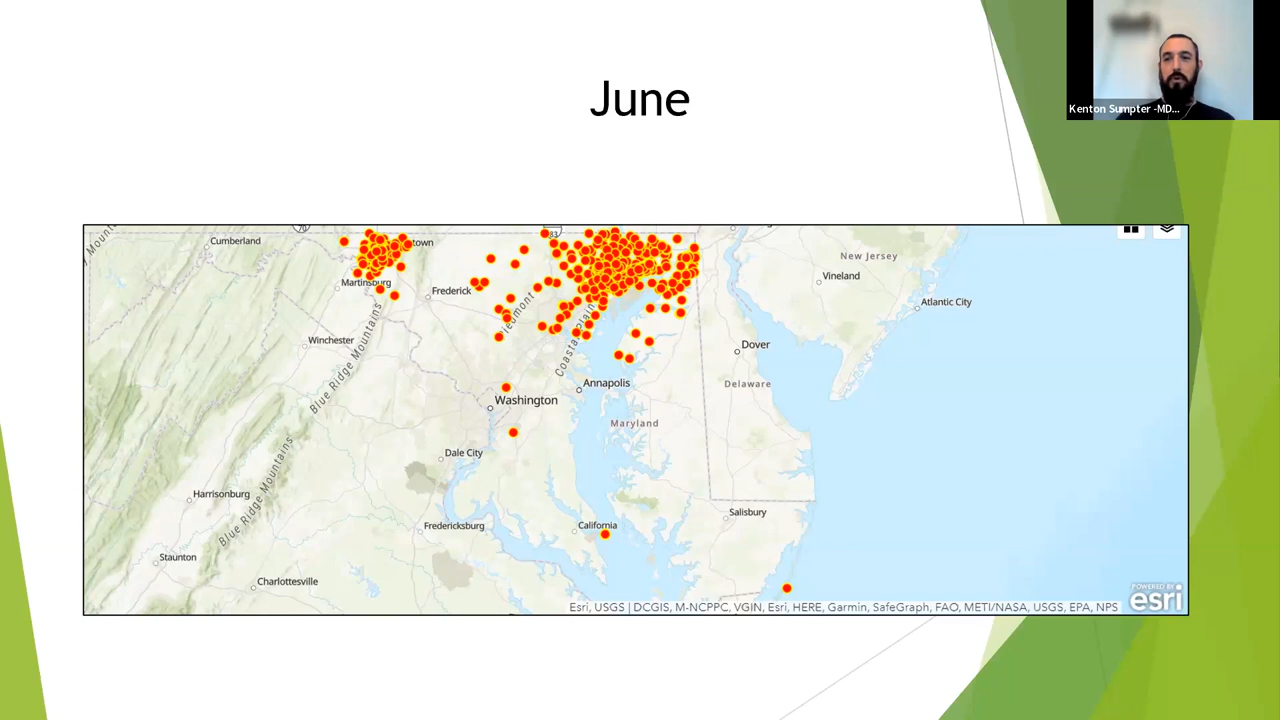 June
Kenton Sumpter -MD...
83
Cumberland
town
New Jersey
Martinsburg
Vineland
Frederick
Atlantic City
Piedmont
Winchester
Dover
Coastal Plain
Blue Ridge Mountains
Annapolis
Delaware
Washington
Maryland
Dale City
Harrisonburg
Salisbury
Blue Ridge Mountains
Fredericksburg
California
Staunton
Charlottesville
POWERED BY
esri
Esri, USGS | DCGIS, M-NCPPC, VGIN, Esri, HERE, Garmin, SafeGraph, FAO, METI/NASA, USGS, EPA, NPS